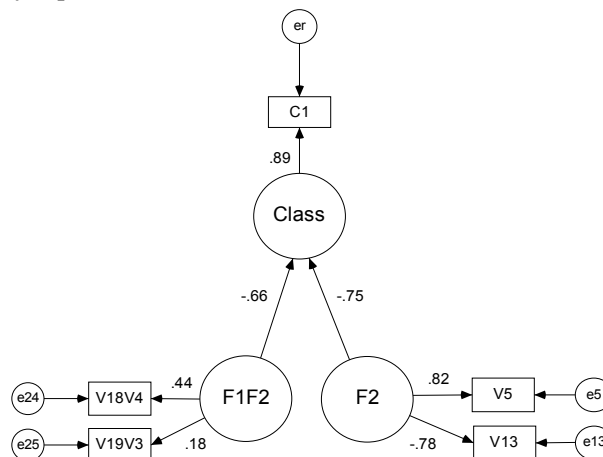 er
C1
.89
Class
-.66
-.75
e24
V18V4
.44
F1F2
F2
.82
V5
e5
e25
V19V3
.18
-.78
V13
e13